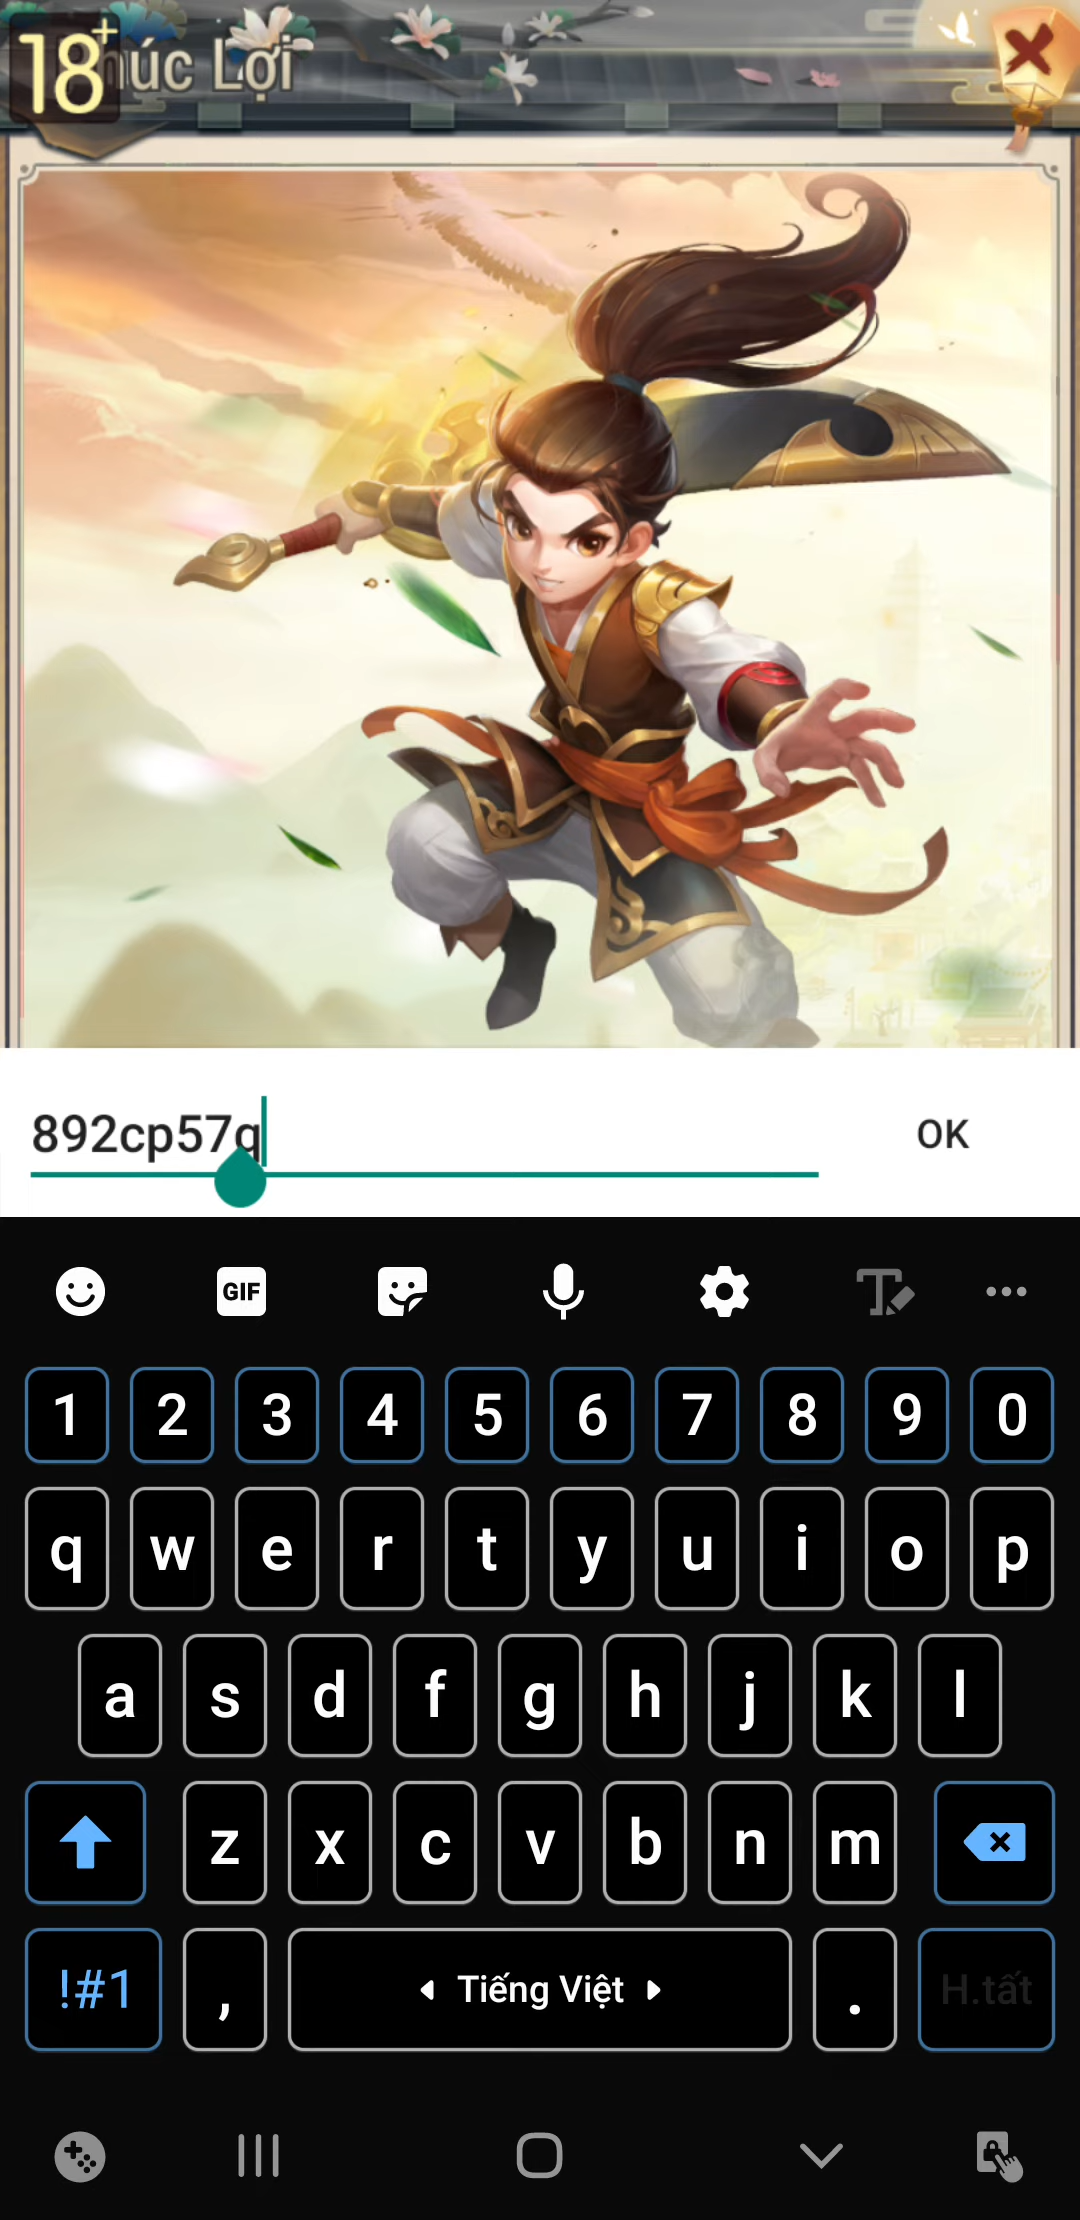 18+
húc Lợi
892cp57q
OK
GIF
1 2 3 4 5 6 7 8 9 0
q w e r t y u i o p
a s d f g h j k l
z x c v b n m
!#1 , Tiếng Việt . H.tất